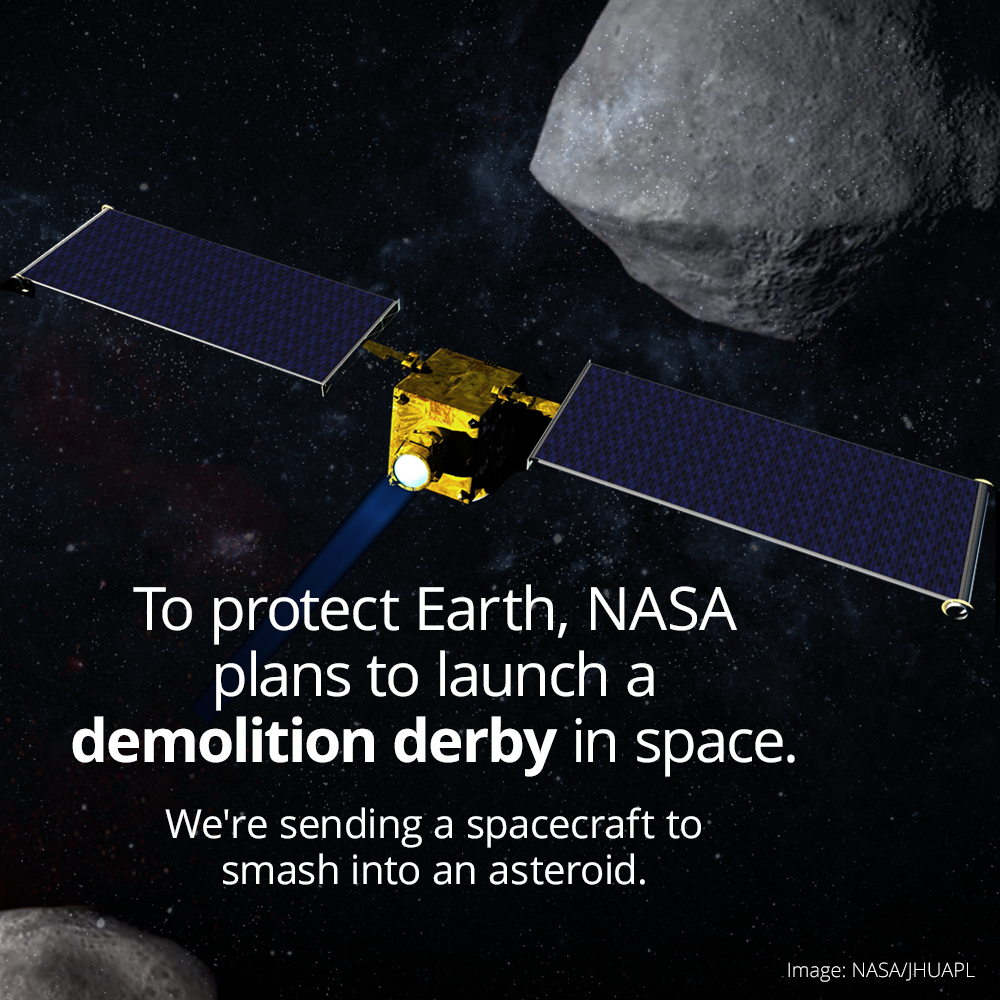 To protect Earth, NASA
plans to launch a
demolition derby in space.
We're sending a spacecraft to
smash into an asteroid.
Image: NASA/JHUAPL